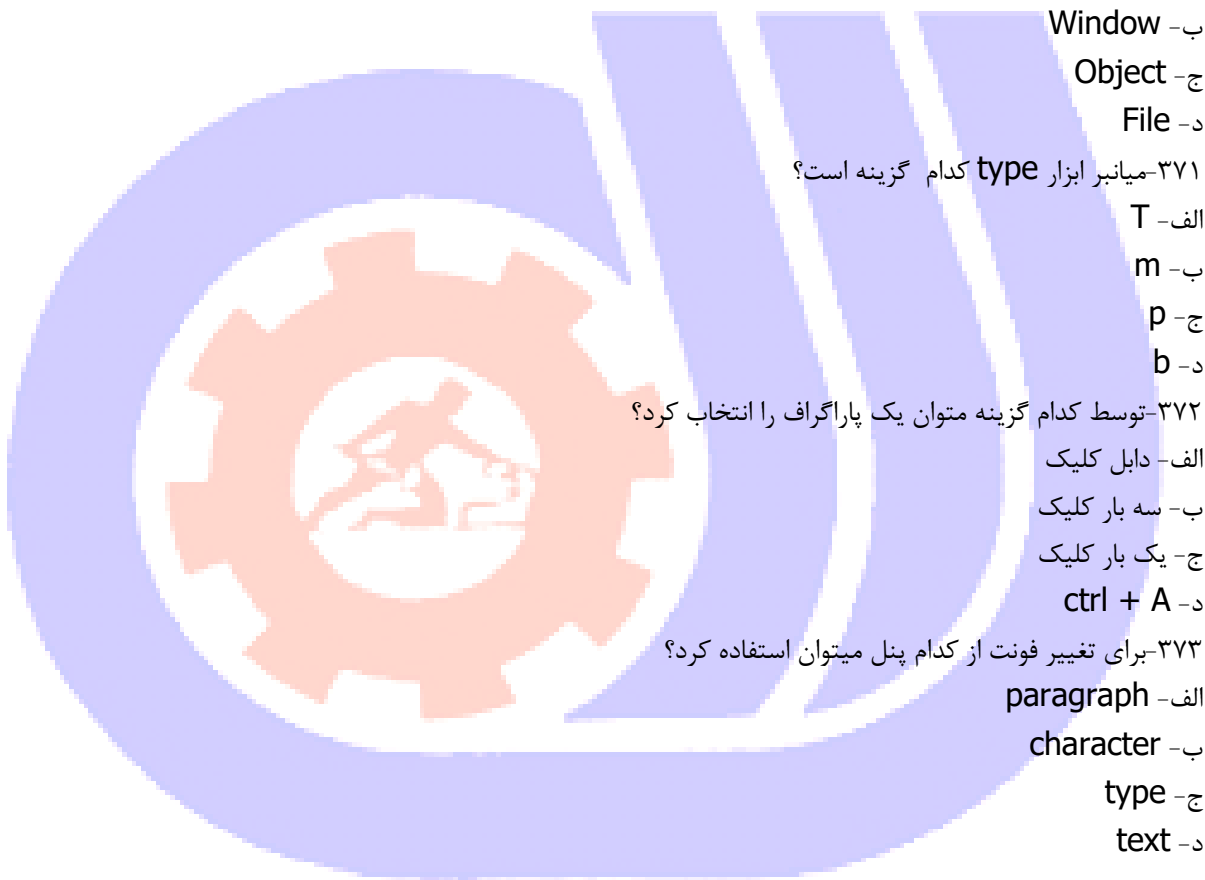 ب- Window
ج- Object
د- File
۳۷۱-میانبر ابزار type کدام گزینه است؟
الف- T
ب- m
ج- p
د- b
۳۷۲-توسط کدام گزینه متوان یک پاراگراف را انتخاب کرد؟
الف- دابل کلیک
ب- سه بار کلیک
ج- یک بار کلیک
د- ctrl + A
۳۷۳-برای تغییر فونت از کدام پنل میتوان استفاده کرد؟
الف- paragraph
ب- character
ج- type
د- text